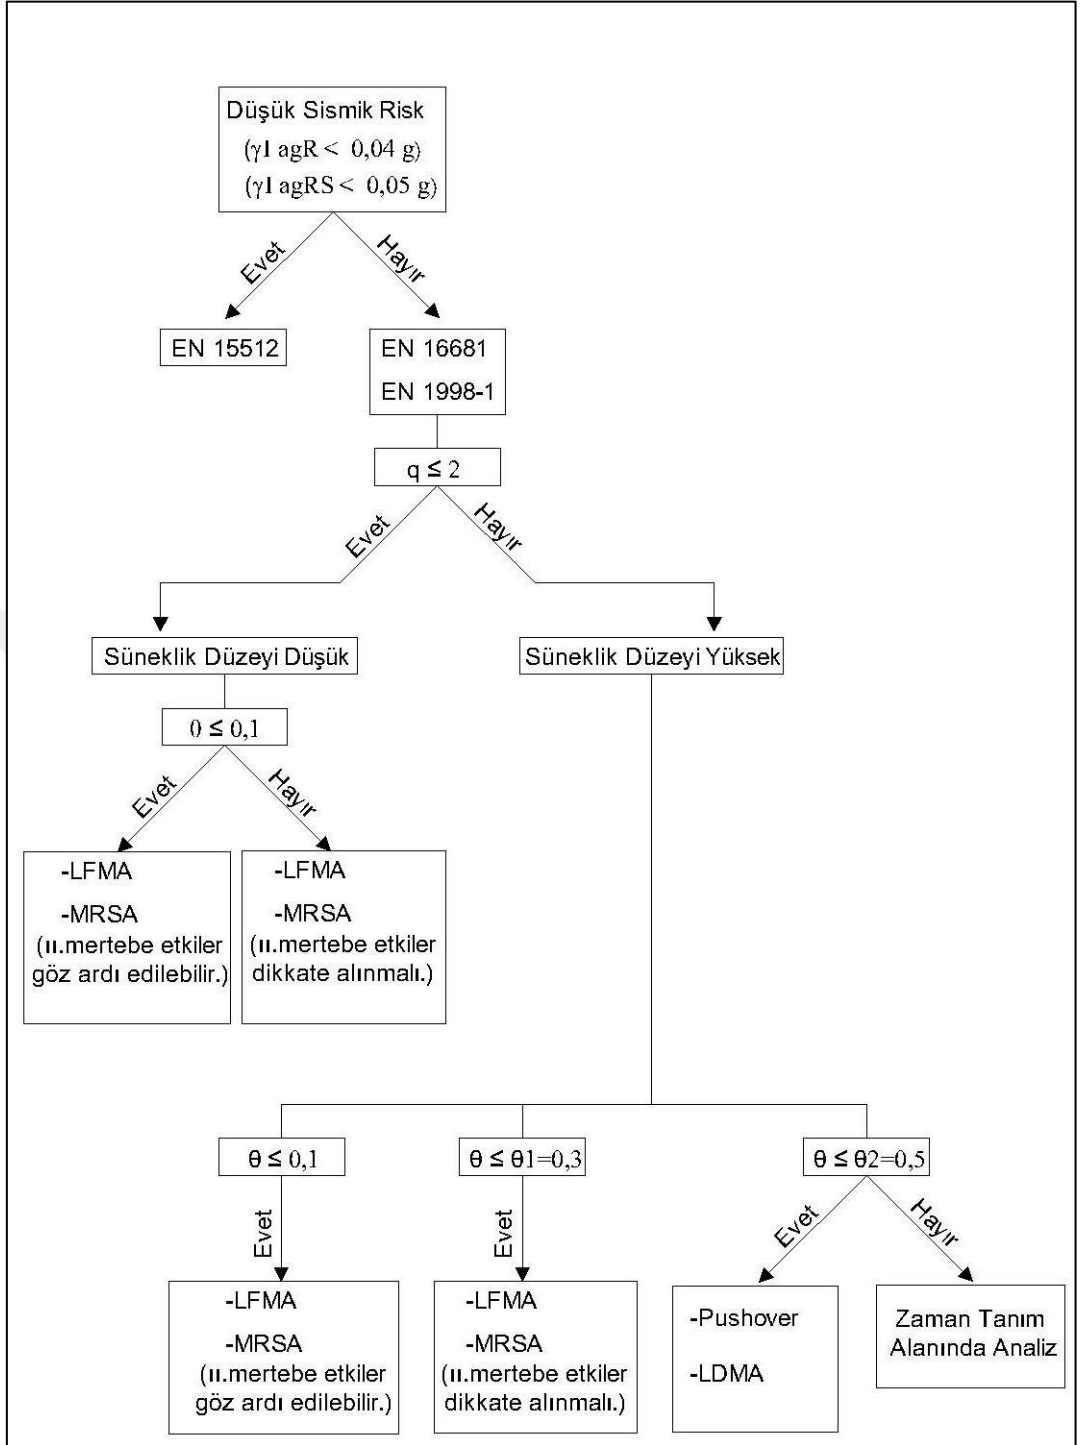 Düşük Sismik Risk
(γI agR < 0,04 g)
(γI agRS < 0,05 g)
Evet
Hayır
EN 15512
EN 16681
EN 1998-1
q ≤ 2
Evet
Hayır
Süneklik Düzeyi Düşük
Süneklik Düzeyi Yüksek
θ ≤ 0,1
Evet
Hayır
-LFMA
-MRSA
(ıı.mertebe etkiler
göz ardı edilebilir.)
-LFMA
-MRSA
(ıı.mertebe etkiler
dikkate alınmalı.)
θ ≤ 0,1
θ ≤ θ1=0,3
θ ≤ θ2=0,5
Evet
Evet
Evet
Hayır
-LFMA
-MRSA
(ıı.mertebe etkiler
göz ardı edilebilir.)
-LFMA
-MRSA
(ıı.mertebe etkiler
dikkate alınmalı.)
-Pushover
-LDMA
Zaman Tanım
Alanında Analiz